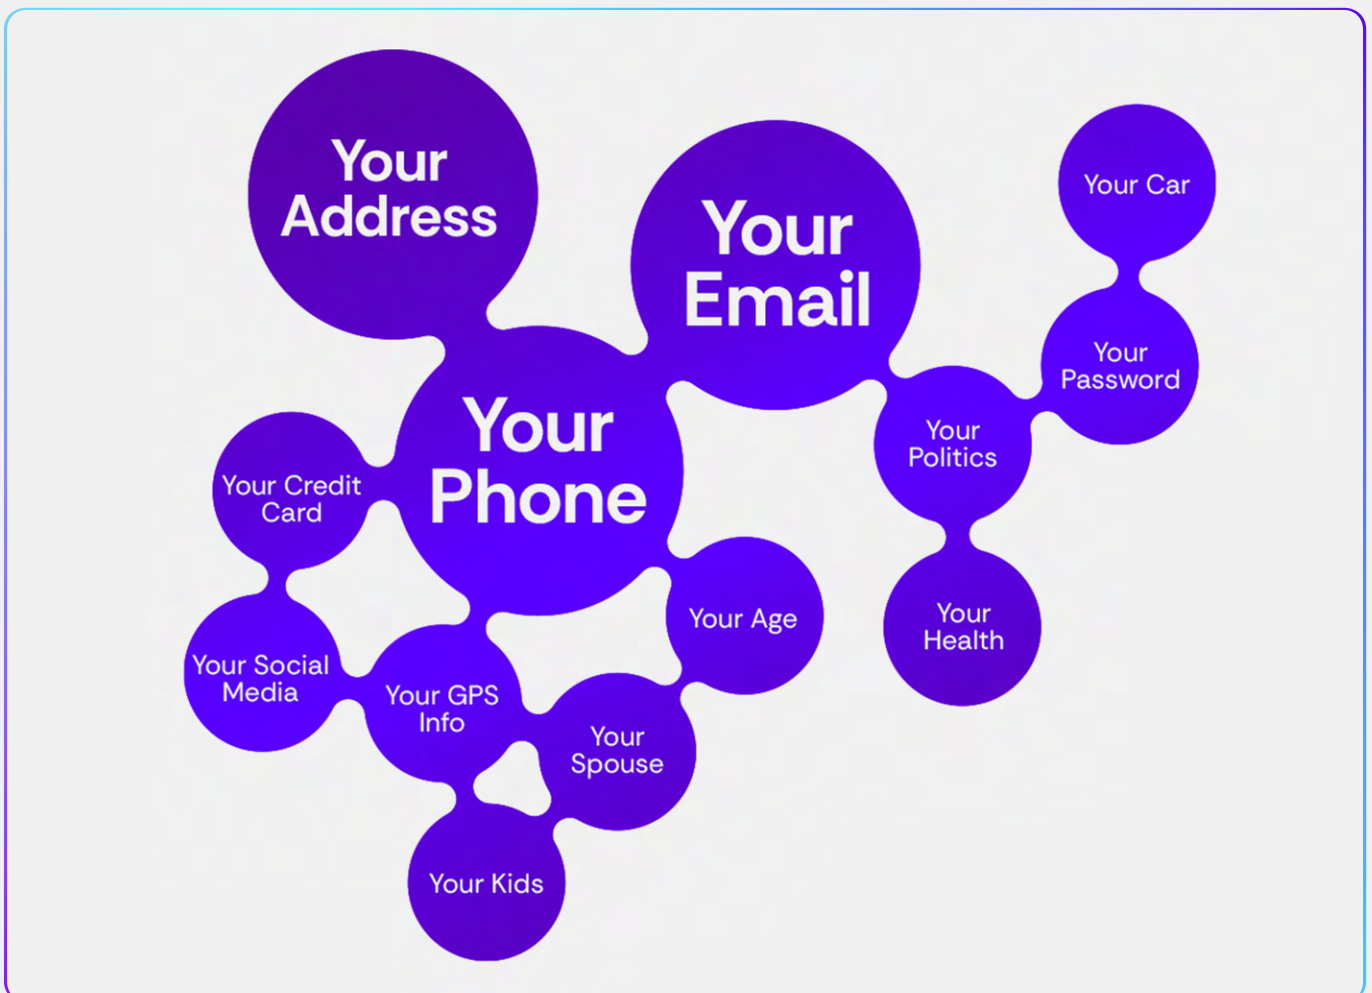 Your
Address
Your
Email
Your Car
Your
Password
Your
Phone
Your
Politics
Your Credit
Card
Your Age
Your
Health
Your Social
Media
Your GPS
Info
Your
Spouse
Your Kids